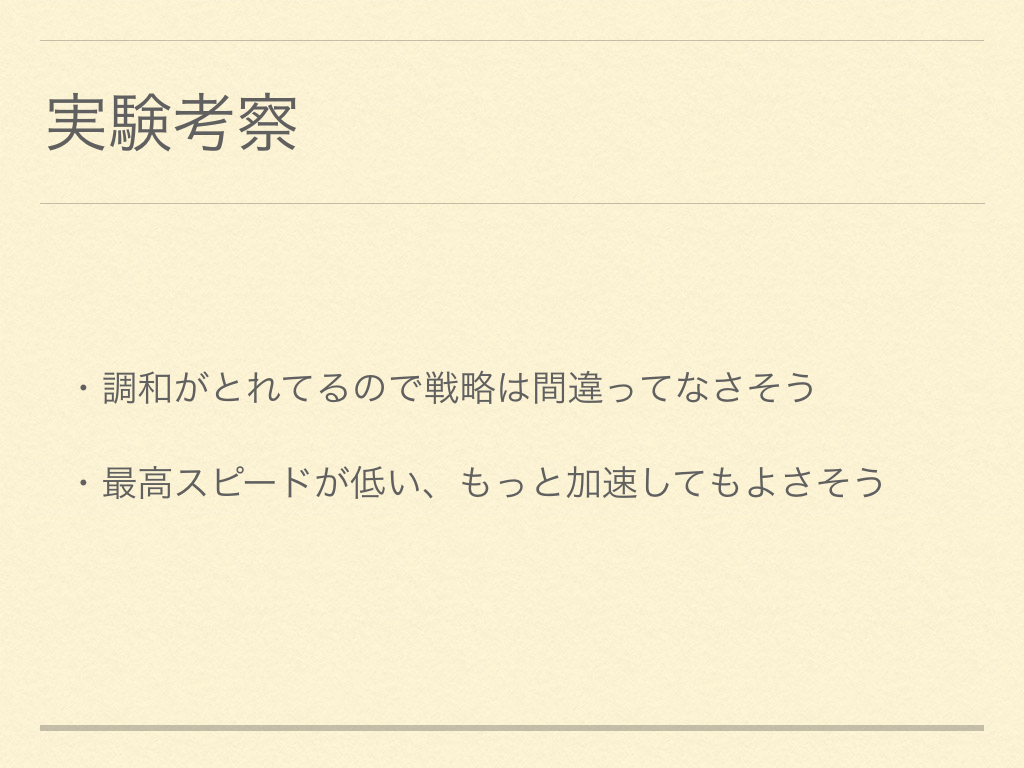 実験考察
・調和がとれてるので戦略は間違ってなさそう
・最高スピードが低い、もっと加速してもよさそう